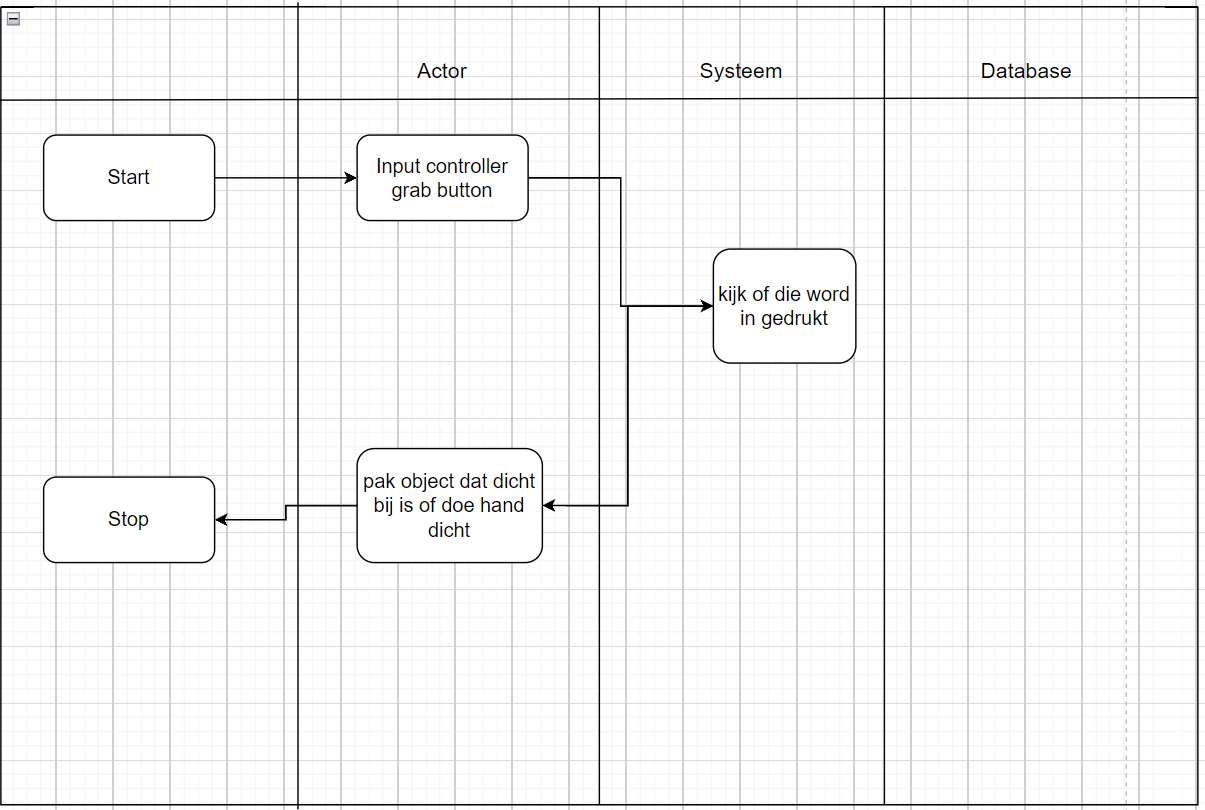 Actor
Systeem
Database
Start
Input controller
grab button
kijk of die word
in gedrukt
pak object dat dicht
bij is of doe hand
dicht
Stop